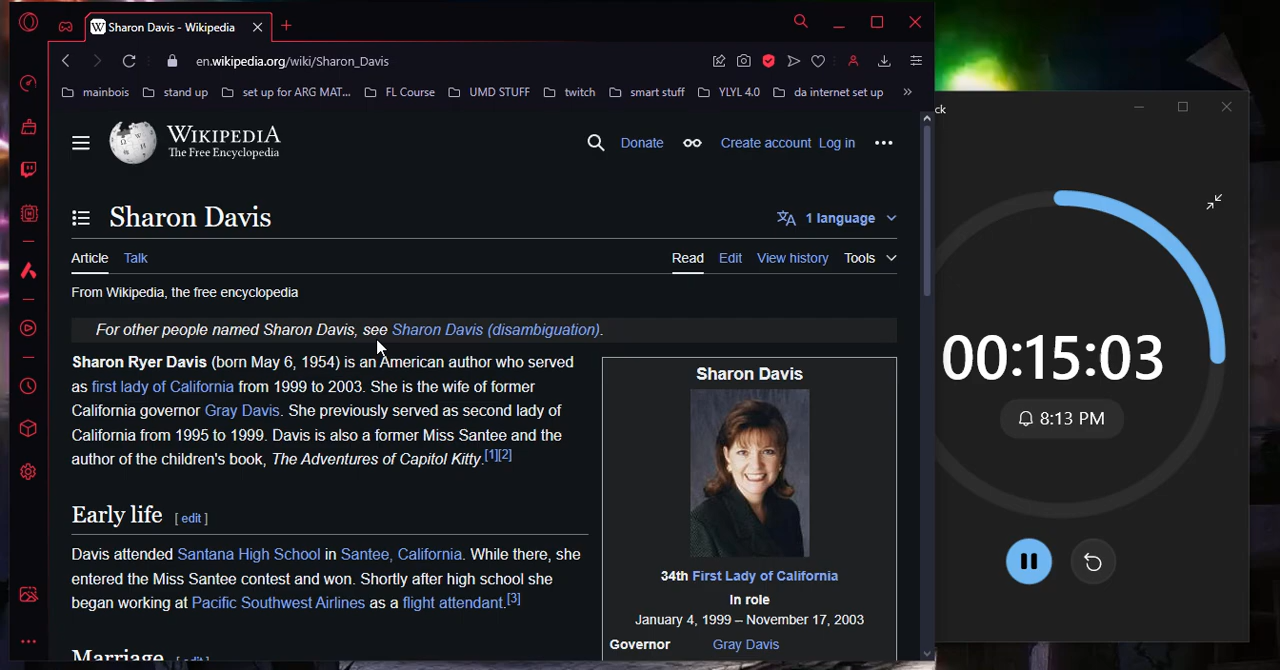 Sharon Davis - Wikipedia
en.wikipedia.org/wiki/Sharon_Davis
mainbois stand up set up for ARG MAT... FL Course UMD STUFF twitch smart stuff YLYL 4.0 da internet set up »
WIKIPEDIA
The Free Encyclopedia
Donate Create account Log in
Sharon Davis
1 language
Article Talk
Read Edit View history Tools
From Wikipedia, the free encyclopedia
For other people named Sharon Davis, see Sharon Davis (disambiguation).
Sharon Ryer Davis (born May 6, 1954) is an American author who served
as first lady of California from 1999 to 2003. She is the wife of former
California governor Gray Davis. She previously served as second lady of
California from 1995 to 1999. Davis is also a former Miss Santee and the
author of the children's book, The Adventures of Capitol Kitty.[1][2]
Early life [ edit ]
Davis attended Santana High School in Santee, California. While there, she
entered the Miss Santee contest and won. Shortly after high school she
began working at Pacific Southwest Airlines as a flight attendant.[3]
Marriage [ edit ]
Sharon Davis
34th First Lady of California
In role
January 4, 1999 – November 17, 2003
Governor Gray Davis
ck
00:15:03
8:13 PM